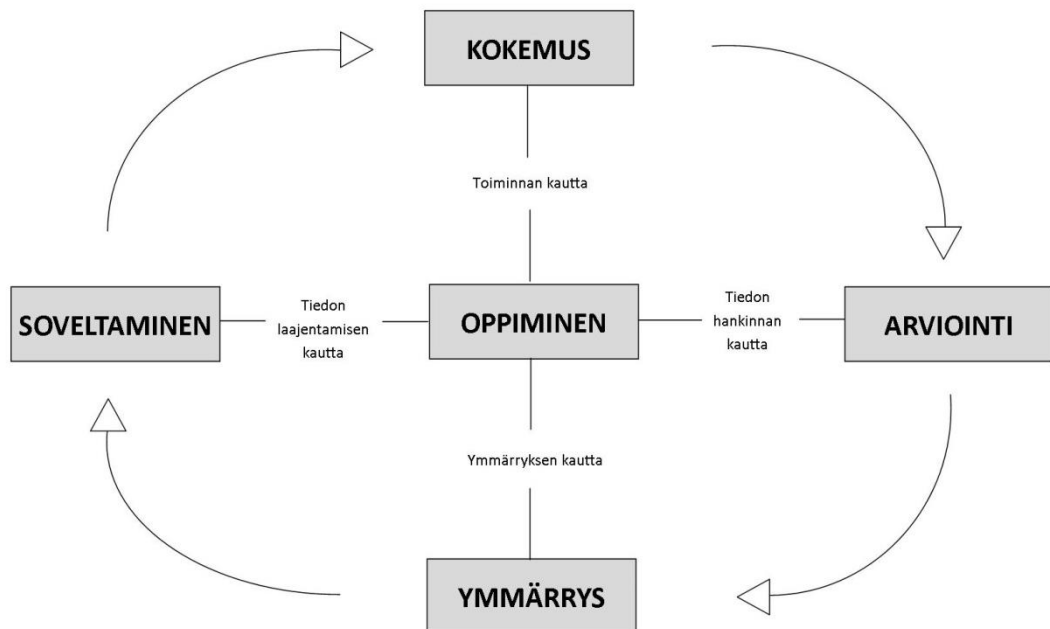 KOKEMUS
Toiminnan kautta
SOVELTAMINEN
Tiedon
laajentamisen
kautta
OPPIMINEN
Tiedon
hankinnan
kautta
ARVIOINTI
Ymmärryksen kautta
YMMÄRRYS